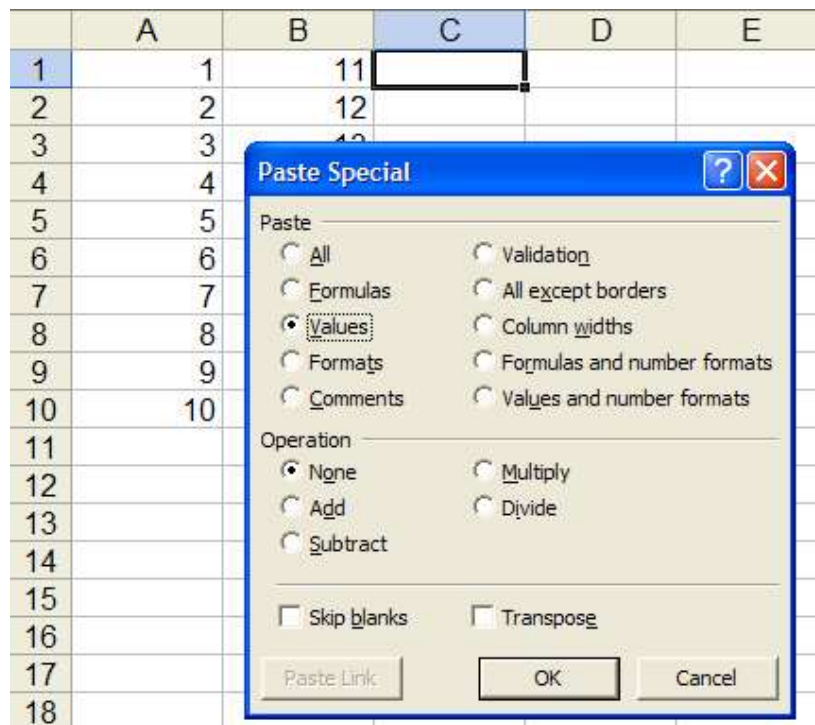 A B C D E
1 1 11
2 2 12
3 3
Paste Special
4 4
Paste
5 5
All Validation
6 6
Formulas All except borders
7 7
Values Column widths
8 8
Formats Formulas and number formats
9 9
Comments Values and number formats
10 10
Operation
11
None Multiply
12
Add Divide
13
Subtract
14
15
Skip blanks Transpose
16
17
Paste Link OK Cancel
18